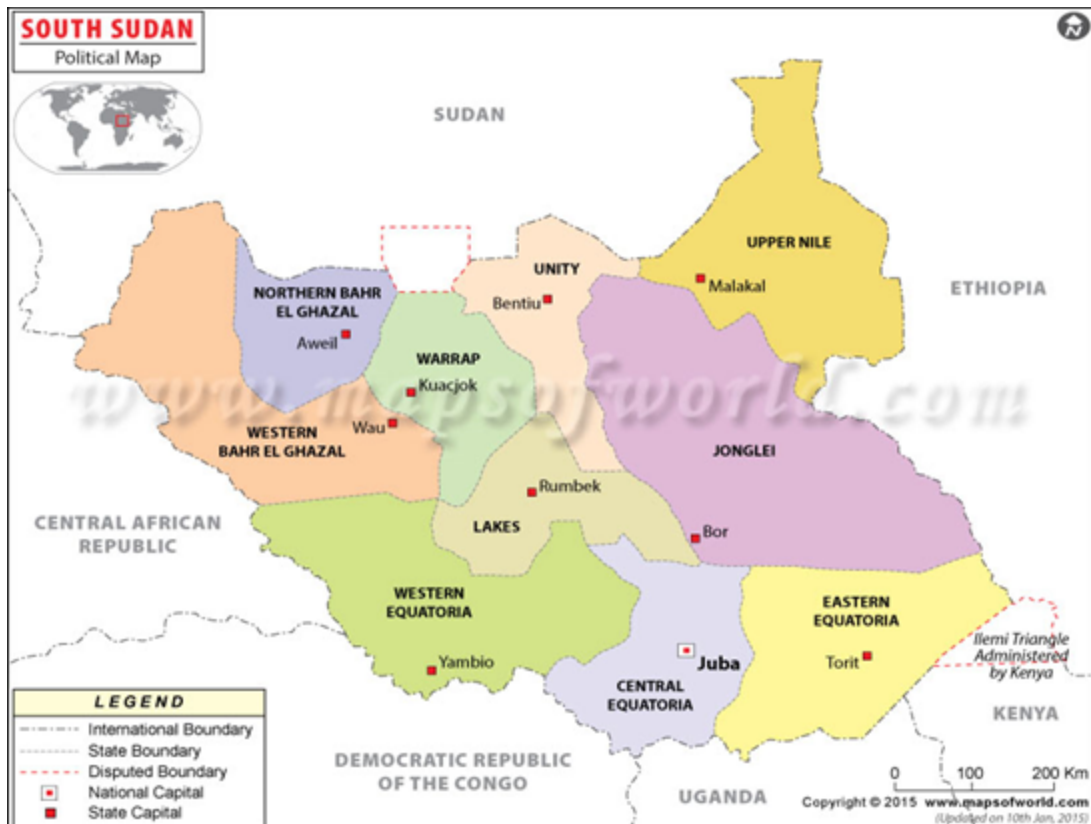 SOUTH SUDAN
Political Map
N
SUDAN
UPPER NILE
Malakal
ETHIOPIA
UNITY
Bentiu
NORTHERN BAHR
EL GHAZAL
Aweil
WARRAP
Kuacjok
www.mapsofworld.com
WESTERN
BAHR EL GHAZAL
Wau
JONGLEI
Rumbek
LAKES
Bor
CENTRAL AFRICAN
REPUBLIC
WESTERN
EQUATORIA
Yambio
EASTERN
EQUATORIA
Torit
Ilemi Triangle
Administered
by Kenya
Juba
CENTRAL
EQUATORIA
KENYA
DEMOCRATIC REPUBLIC
OF THE CONGO
UGANDA
LEGEND
International Boundary
State Boundary
Disputed Boundary
National Capital
State Capital
0 100 200 Km
Copyright © 2015 www.mapsofworld.com
(Updated on 10th Jan, 2015)